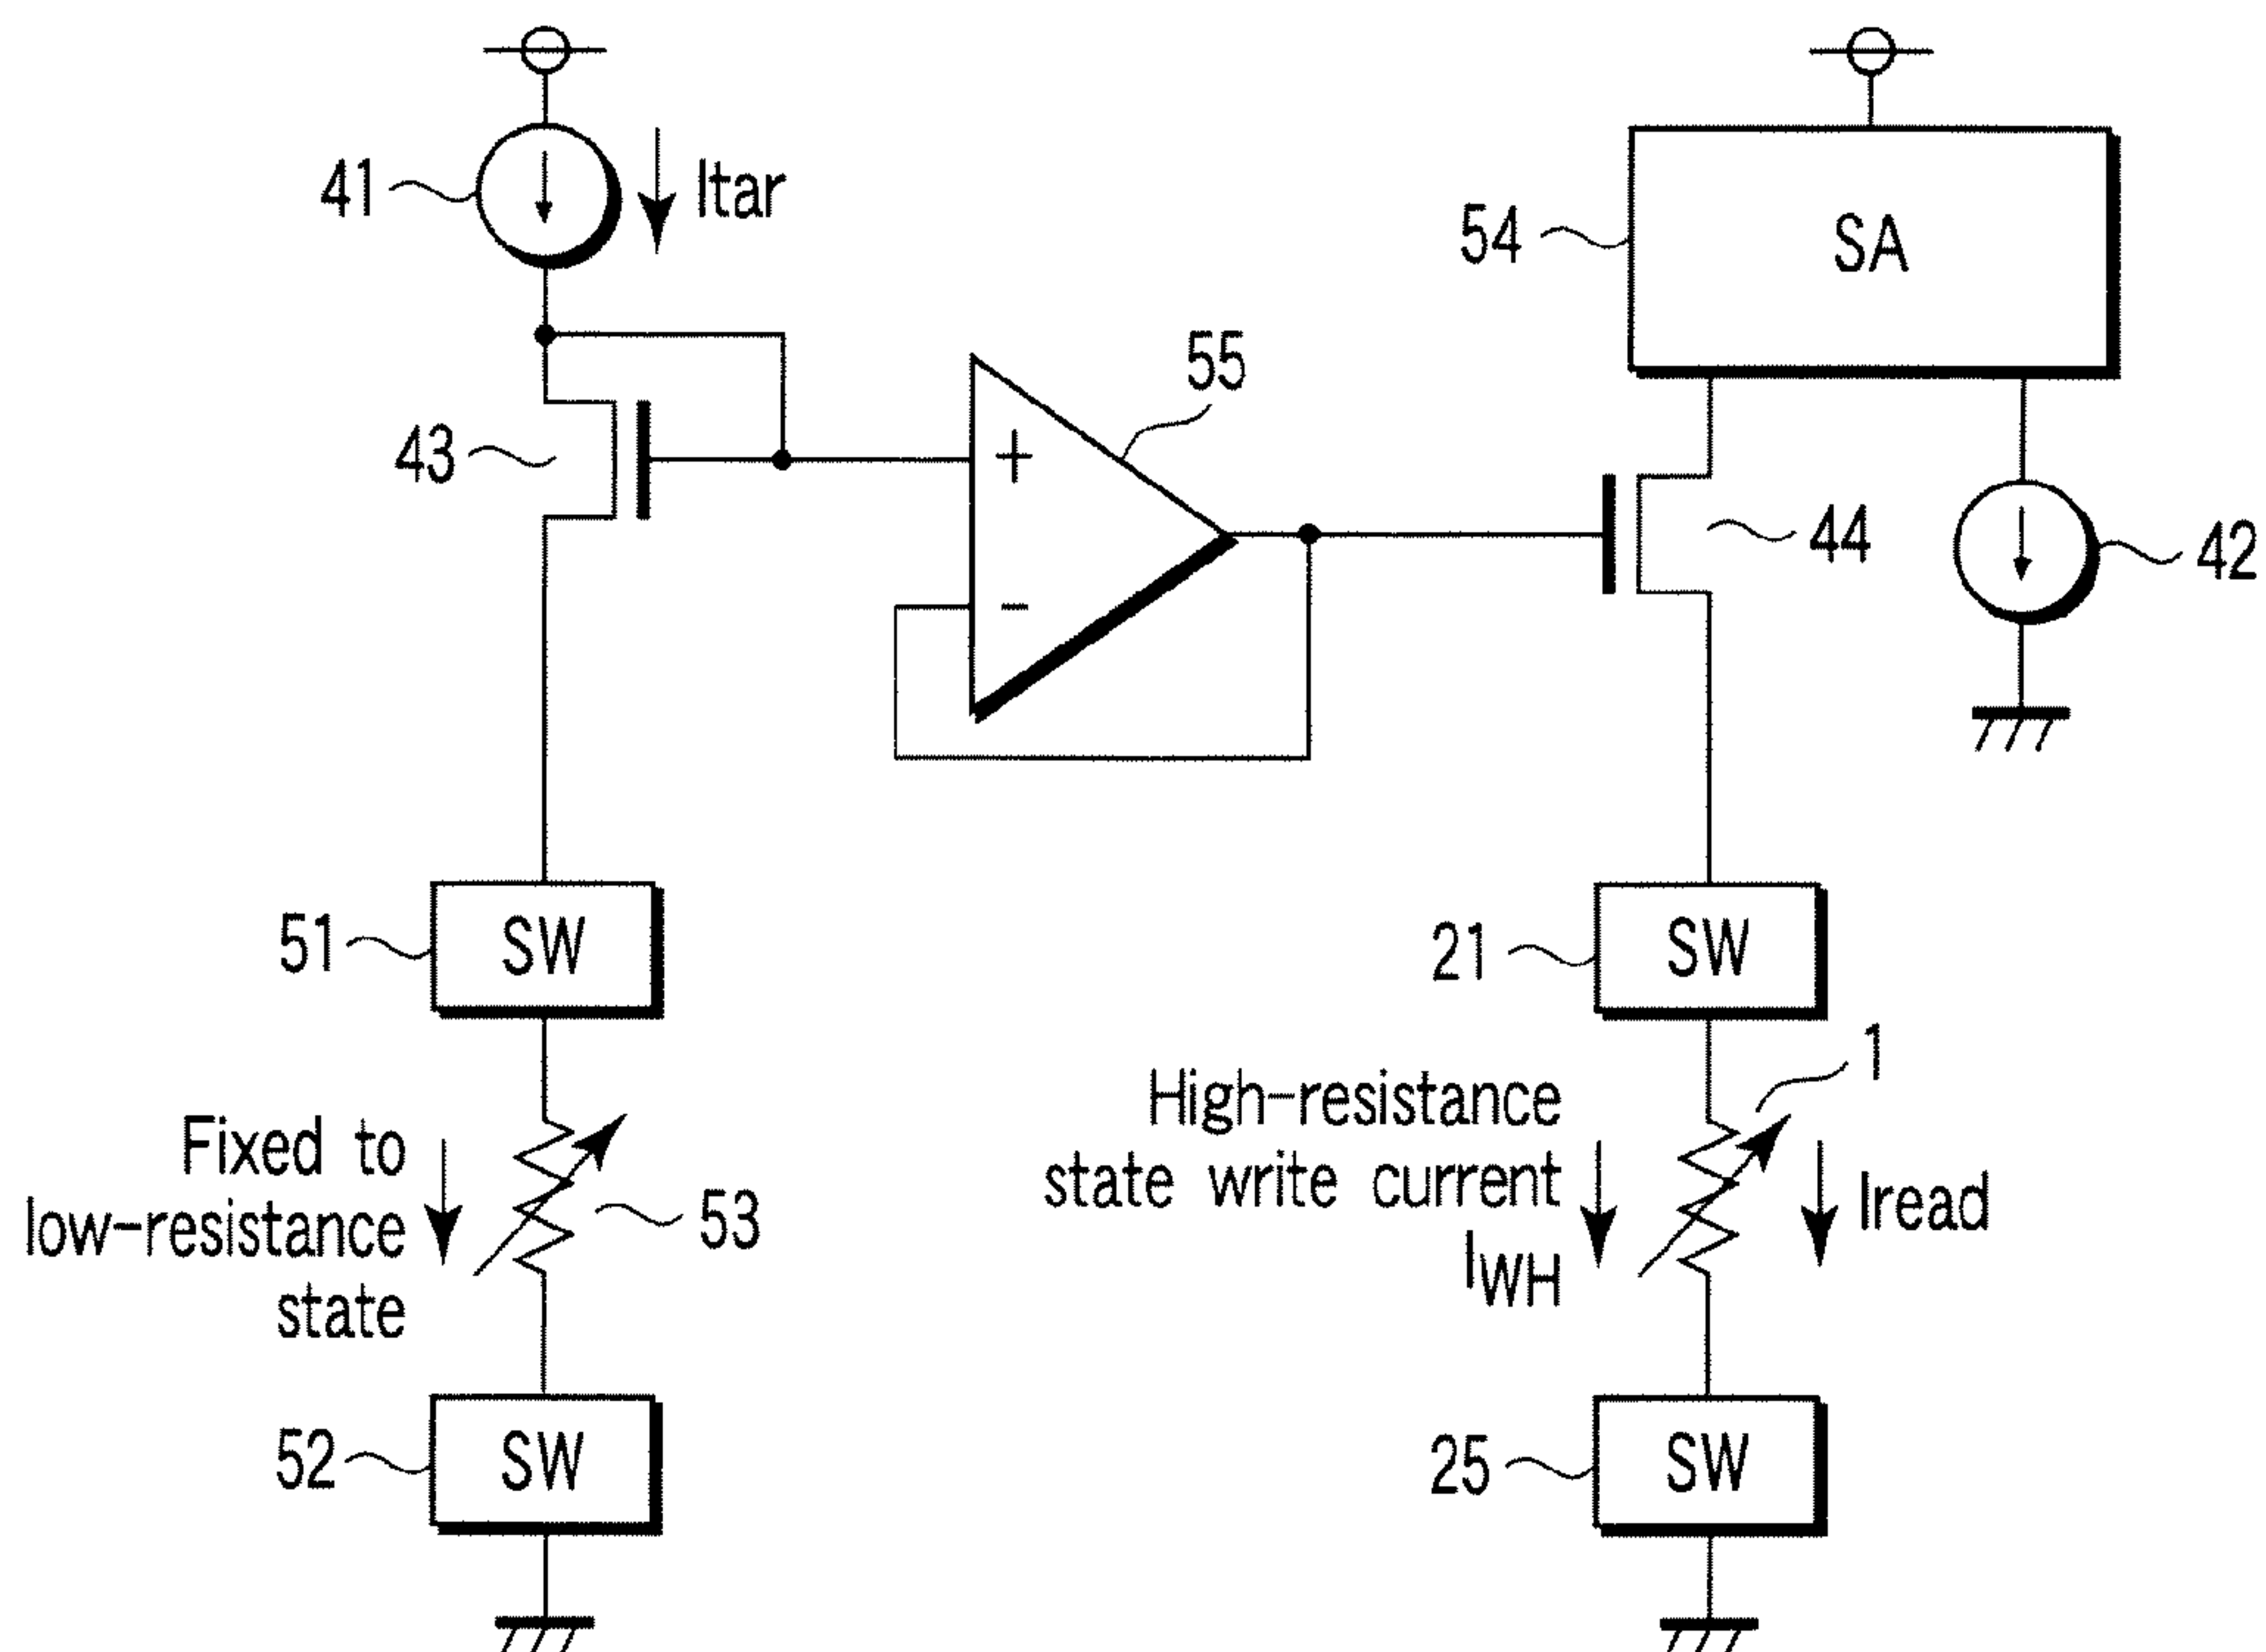 41
Itar
54
SA
55
43
+
-
44
42
51
SW
21
SW
1
Fixed to
low-resistance
state
53
High-resistance
state write current
IWH
Iread
52
SW
25
SW